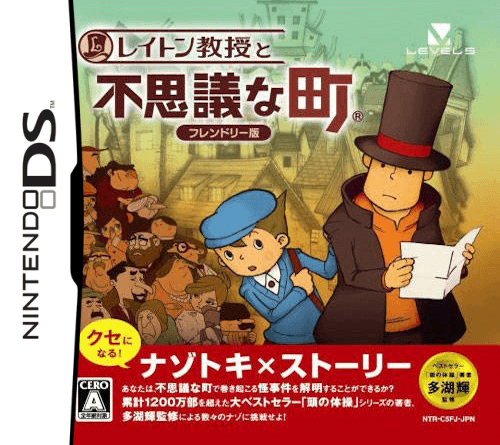 レイトン教授と
不思議な町®
フレンドリー版
LEVEL5
NINTENDO DS™
クセに
なる!
ナゾトキ×ストーリー
あなたは、不思議な町で巻き起こる怪事件を解明することができるか?
累計1200万部を超えた大ベストセラー「頭の体操」シリーズの著者、
多湖輝監修による数々のナゾに挑戦せよ!
ベストセラー
「頭の体操」著者
多湖輝
監修
CERO
A
全年齢対象
NTR-C5FJ-JPN